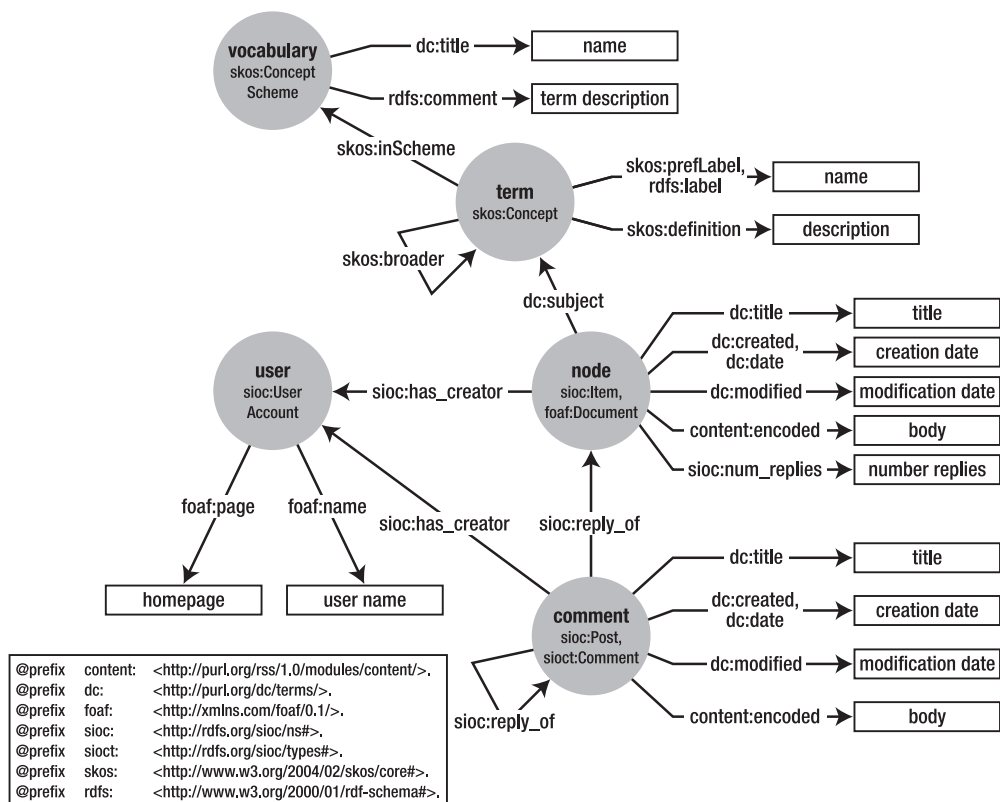 vocabulary
skos:Concept
Scheme
dc:title
name
rdfs:comment
term description
skos:inScheme
term
skos:Concept
skos:prefLabel,
rdfs:label
name
skos:definition
description
skos:broader
dc:subject
node
sioc:Item,
foaf:Document
dc:title
title
dc:created,
dc:date
creation date
dc:modified
modification date
content:encoded
body
sioc:num_replies
number replies
user
sioc:User
Account
sioc:has_creator
foaf:page
foaf:name
homepage
user name
sioc:has_creator
sioc:reply_of
comment
sioc:Post,
sioct:Comment
dc:title
title
dc:created,
dc:date
creation date
dc:modified
modification date
content:encoded
body
sioc:reply_of
@prefix content: <http://purl.org/rss/1.0/modules/content/>.
@prefix dc: <http://purl.org/dc/terms/>.
@prefix foaf: <http://xmlns.com/foaf/0.1/>.
@prefix sioc: <http://rdfs.org/sioc/ns#>.
@prefix sioct: <http://rdfs.org/sioc/types#>.
@prefix skos: <http://www.w3.org/2004/02/skos/core#>.
@prefix rdfs: <http://www.w3.org/2000/01/rdf-schema#>.